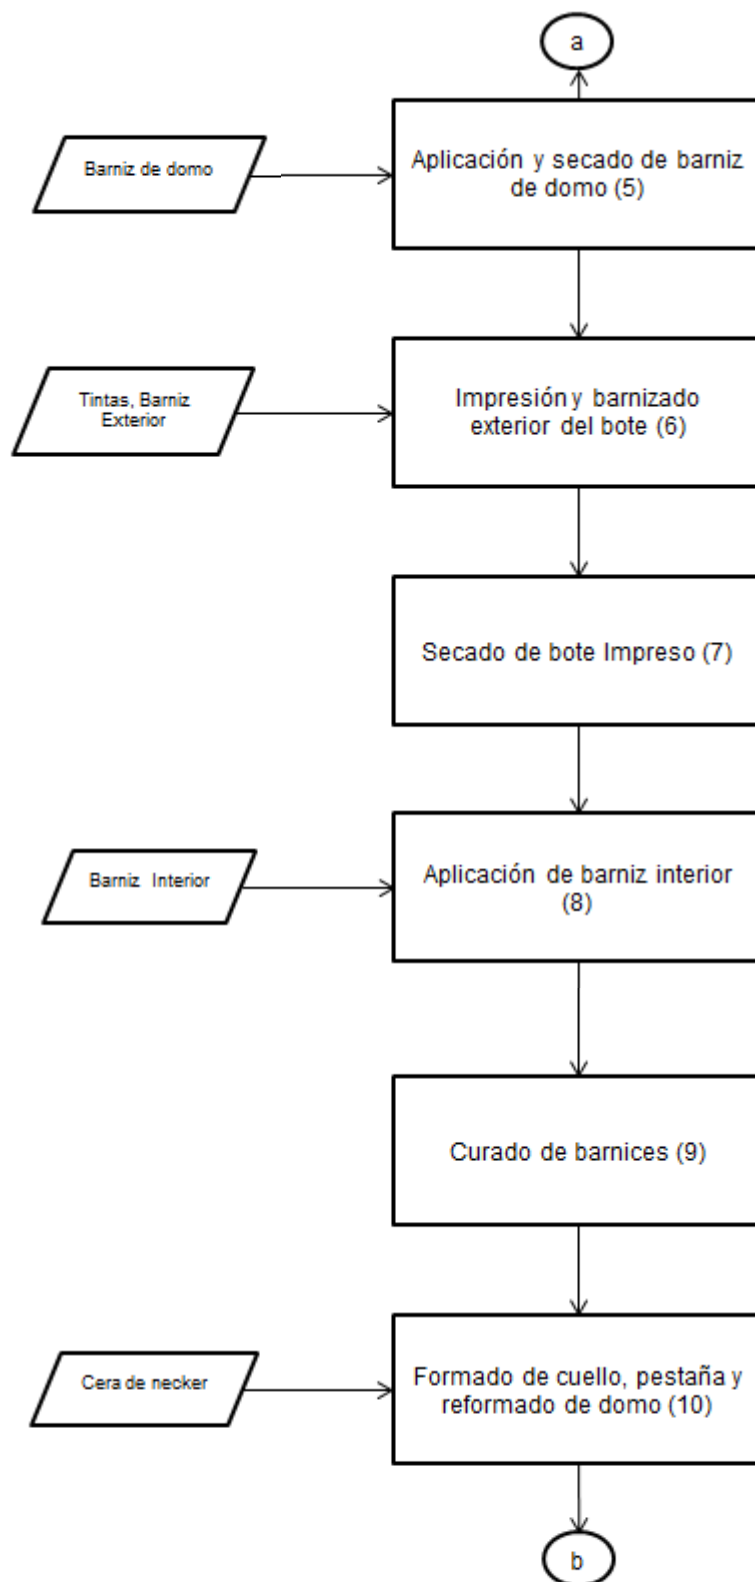 a
Barniz de domo
Aplicación y secado de barniz
de domo (5)
Tintas, Barniz
Exterior
Impresión y barnizado
exterior del bote (6)
Secado de bote Impreso (7)
Barniz Interior
Aplicación de barniz interior
(8)
Curado de barnices (9)
Cera de necker
Formado de cuello, pestaña y
reformado de domo (10)
b